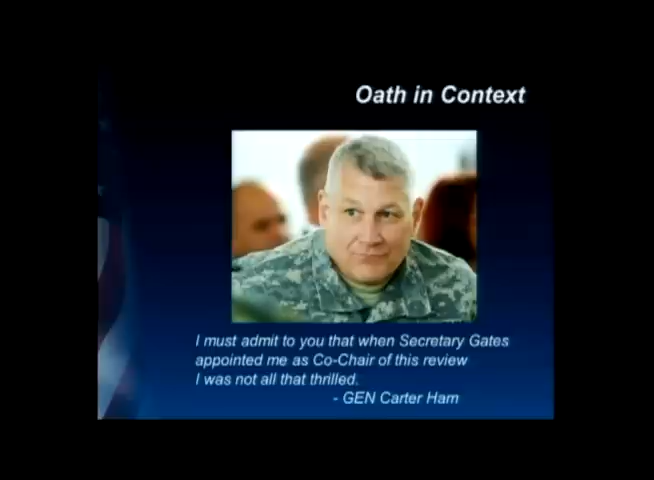 Oath in Context
I must admit to you that when Secretary Gates
appointed me as Co-Chair of this review
I was not all that thrilled.
- GEN Carter Ham